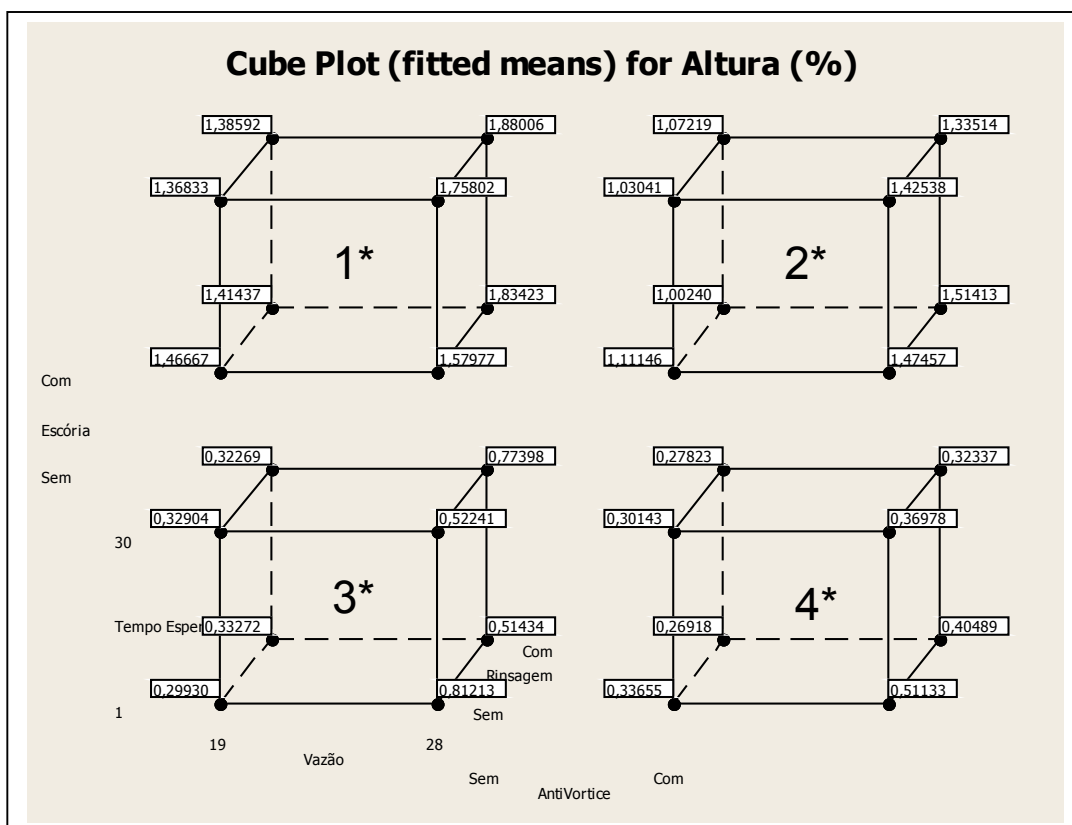 Cube Plot (fitted means) for Altura (%)
1,38592 1,88006 1,07219 1,33514
1,36833 1,75802 1,03041 1,42538
1* 2*
1,41437 1,83423 1,00240 1,51413
1,46667 1,57977 1,11146 1,47457
Com
Escória
Sem
0,32269 0,77398 0,27823 0,32337
0,32904 0,52241 0,30143 0,36978
30
3* 4*
Tempo Esper 0,33272 0,51434 0,26918 0,40489
Com
Rinsagem
0,29930 0,81213 0,33655 0,51133
1 Sem
19 28
Vazão
Sem Com
AntiVortice